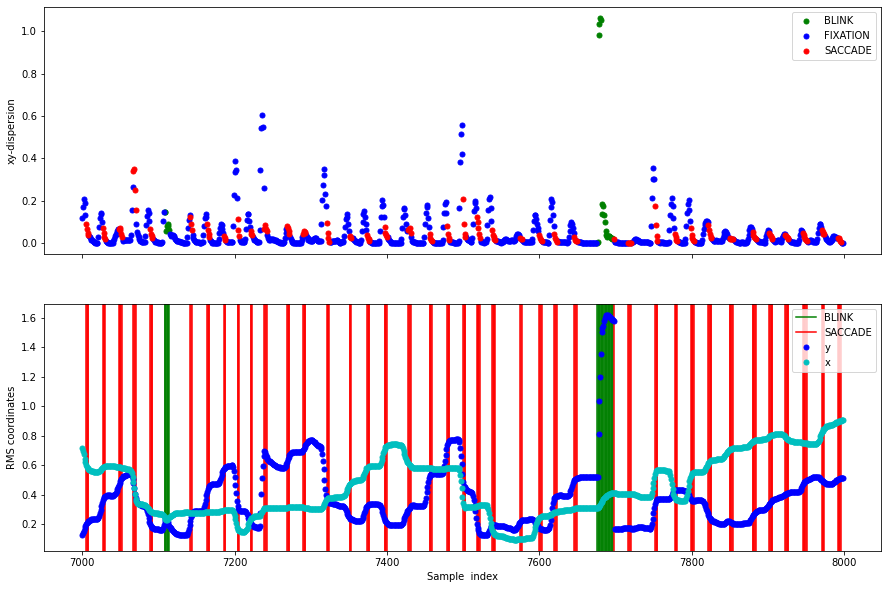 1.0
0.8
0.6
0.4
0.2
0.0
xy-dispersion
BLINK
FIXATION
SACCADE
1.6
1.4
1.2
1.0
0.8
0.6
0.4
0.2
RMS coordinates
BLINK
SACCADE
y
x
7000
7200
7400
7600
7800
8000
Sample index